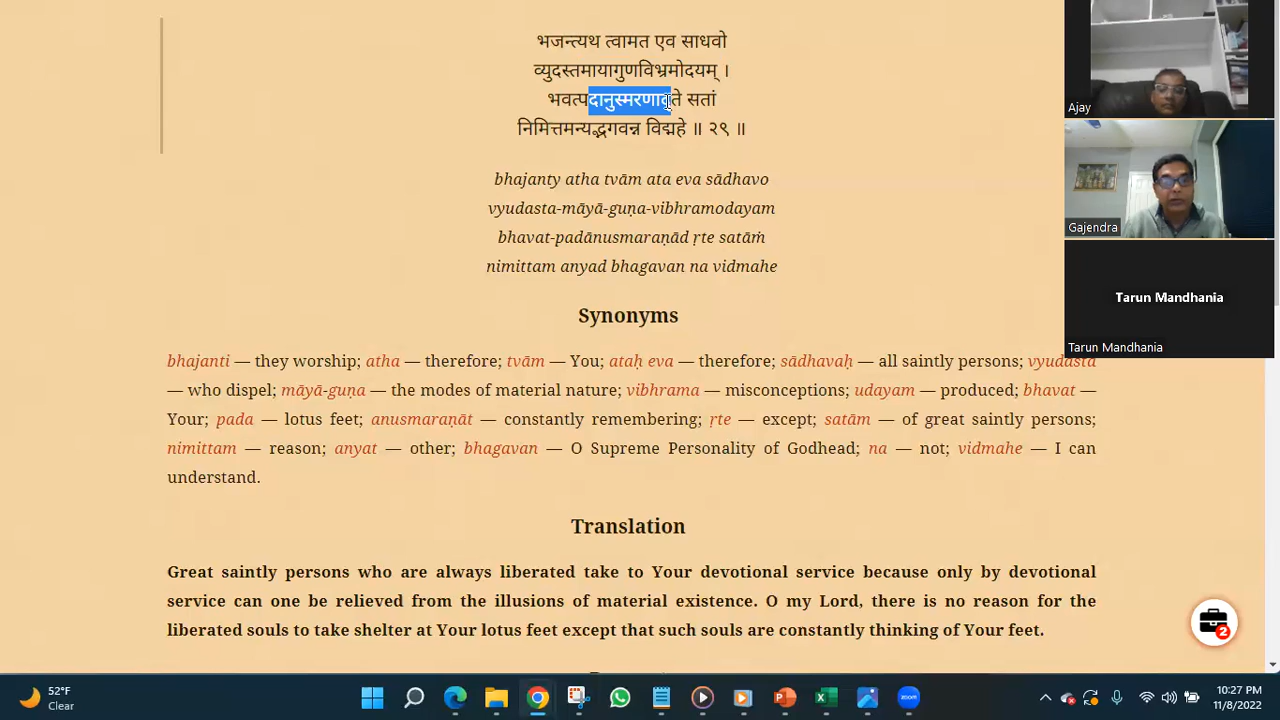 भजन्त्यथ त्वामत एव साधवो
व्युदस्तमायागुणविभ्रमोदयम् ।
भवत्पदानुस्मरणादृते सतां
निमित्तमन्यद्भगवन्न विद्महे ॥ २९ ॥
bhajanty atha tvām ata eva sādhavo
vyudasta-māyā-guṇa-vibhramodayam
bhavat-padānusmaraṇād ṛte satāṁ
nimittam anyad bhagavan na vidmahe
Synonyms
bhajanti — they worship; atha — therefore; tvām — You; ataḥ eva — therefore; sādhavaḥ — all saintly persons; vyudasta
— who dispel; māyā-guṇa — the modes of material nature; vibhrama — misconceptions; udayam — produced; bhavat —
Your; pada — lotus feet; anusmaraṇāt — constantly remembering; ṛte — except; satām — of great saintly persons;
nimittam — reason; anyat — other; bhagavan — O Supreme Personality of Godhead; na — not; vidmahe — I can
understand.
Translation
Great saintly persons who are always liberated take to Your devotional service because only by devotional
service can one be relieved from the illusions of material existence. O my Lord, there is no reason for the
liberated souls to take shelter at Your lotus feet except that such souls are constantly thinking of Your feet.
Ajay
Gajendra
Tarun Mandhania
Tarun Mandhania
2
52°F
Clear
10:27 PM
11/8/2022